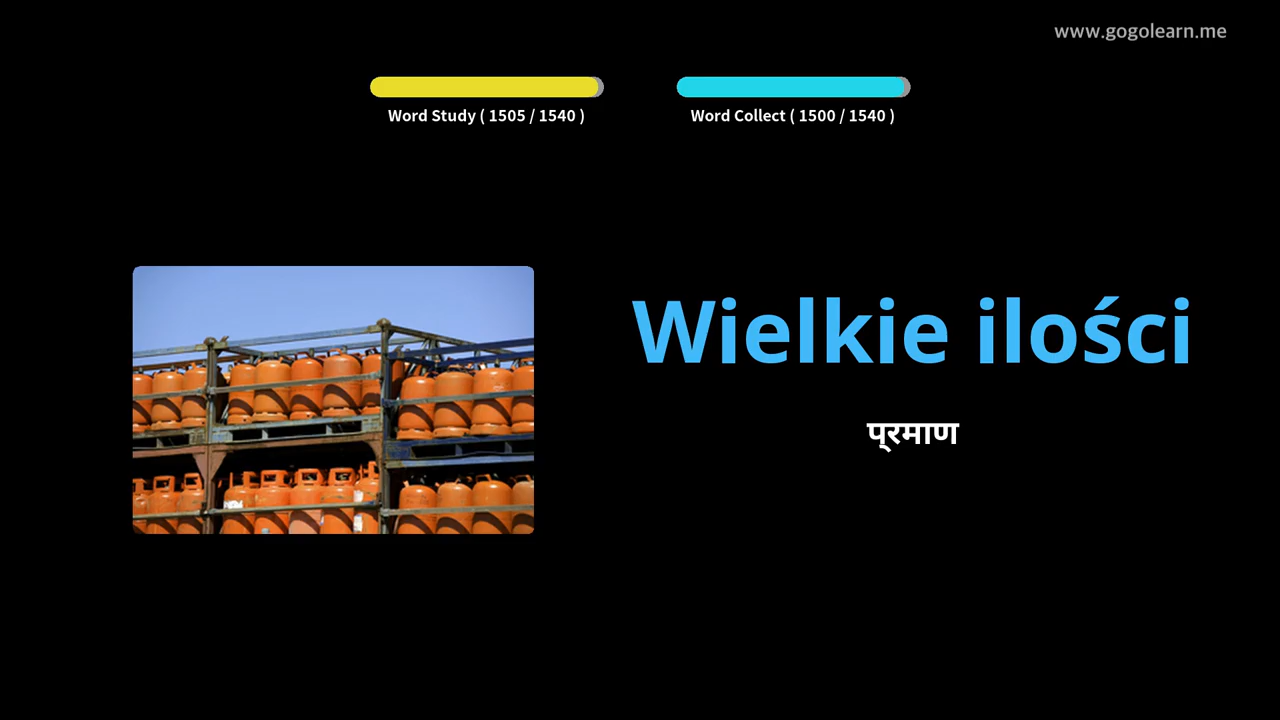 www.gogolearn.me
Word Study ( 1505 / 1540 )
Word Collect ( 1500 / 1540 )
Wielkie ilości
प्रमाण